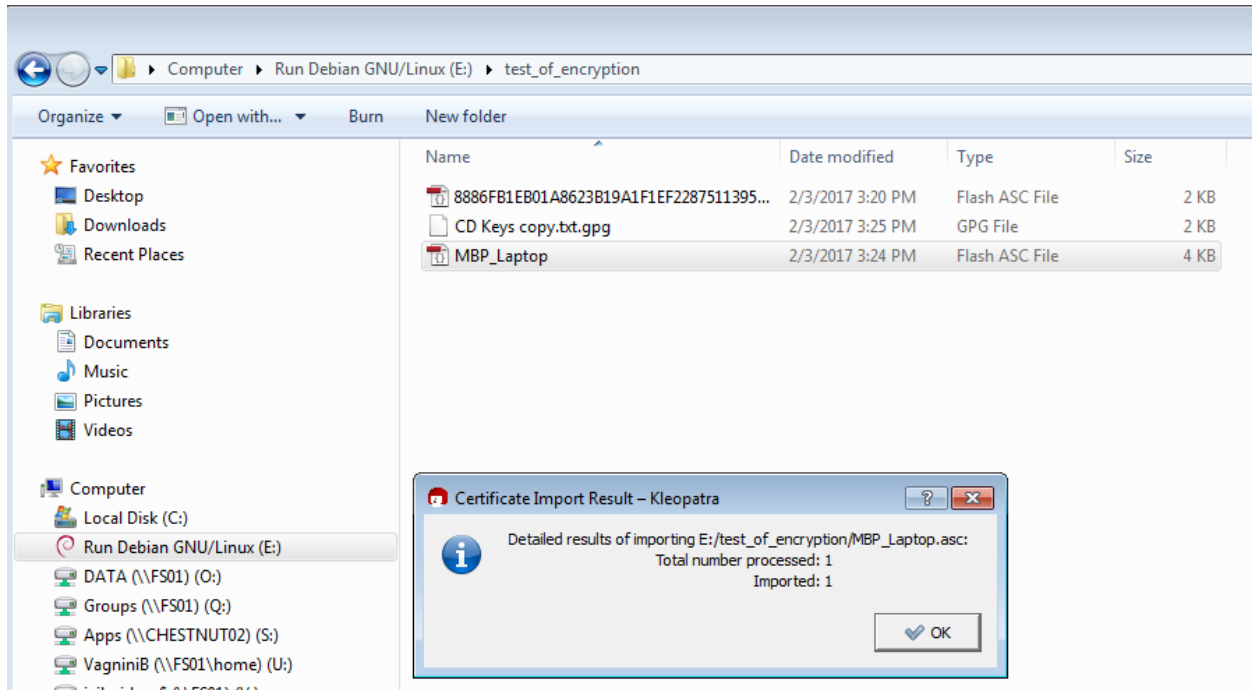 Computer ▸ Run Debian GNU/Linux (E:) ▸ test_of_encryption
Organize Open with... Burn New folder
Name Date modified Type Size
Favorites
Desktop
Downloads
Recent Places
8886FB1EB01A8623B19A1F1EF2287511395... 2/3/2017 3:20 PM Flash ASC File 2 KB
CD Keys copy.txt.gpg 2/3/2017 3:25 PM GPG File 2 KB
MBP_Laptop 2/3/2017 3:24 PM Flash ASC File 4 KB
Libraries
Documents
Music
Pictures
Videos
Computer
Local Disk (C:)
Run Debian GNU/Linux (E:)
DATA (\\FS01) (O:)
Groups (\\FS01) (Q:)
Apps (\\CHESTNUT02) (S:)
VagniniB (\\FS01\home) (U:)
Certificate Import Result – Kleopatra
Detailed results of importing E:/test_of_encryption/MBP_Laptop.asc:
Total number processed: 1
Imported: 1
OK